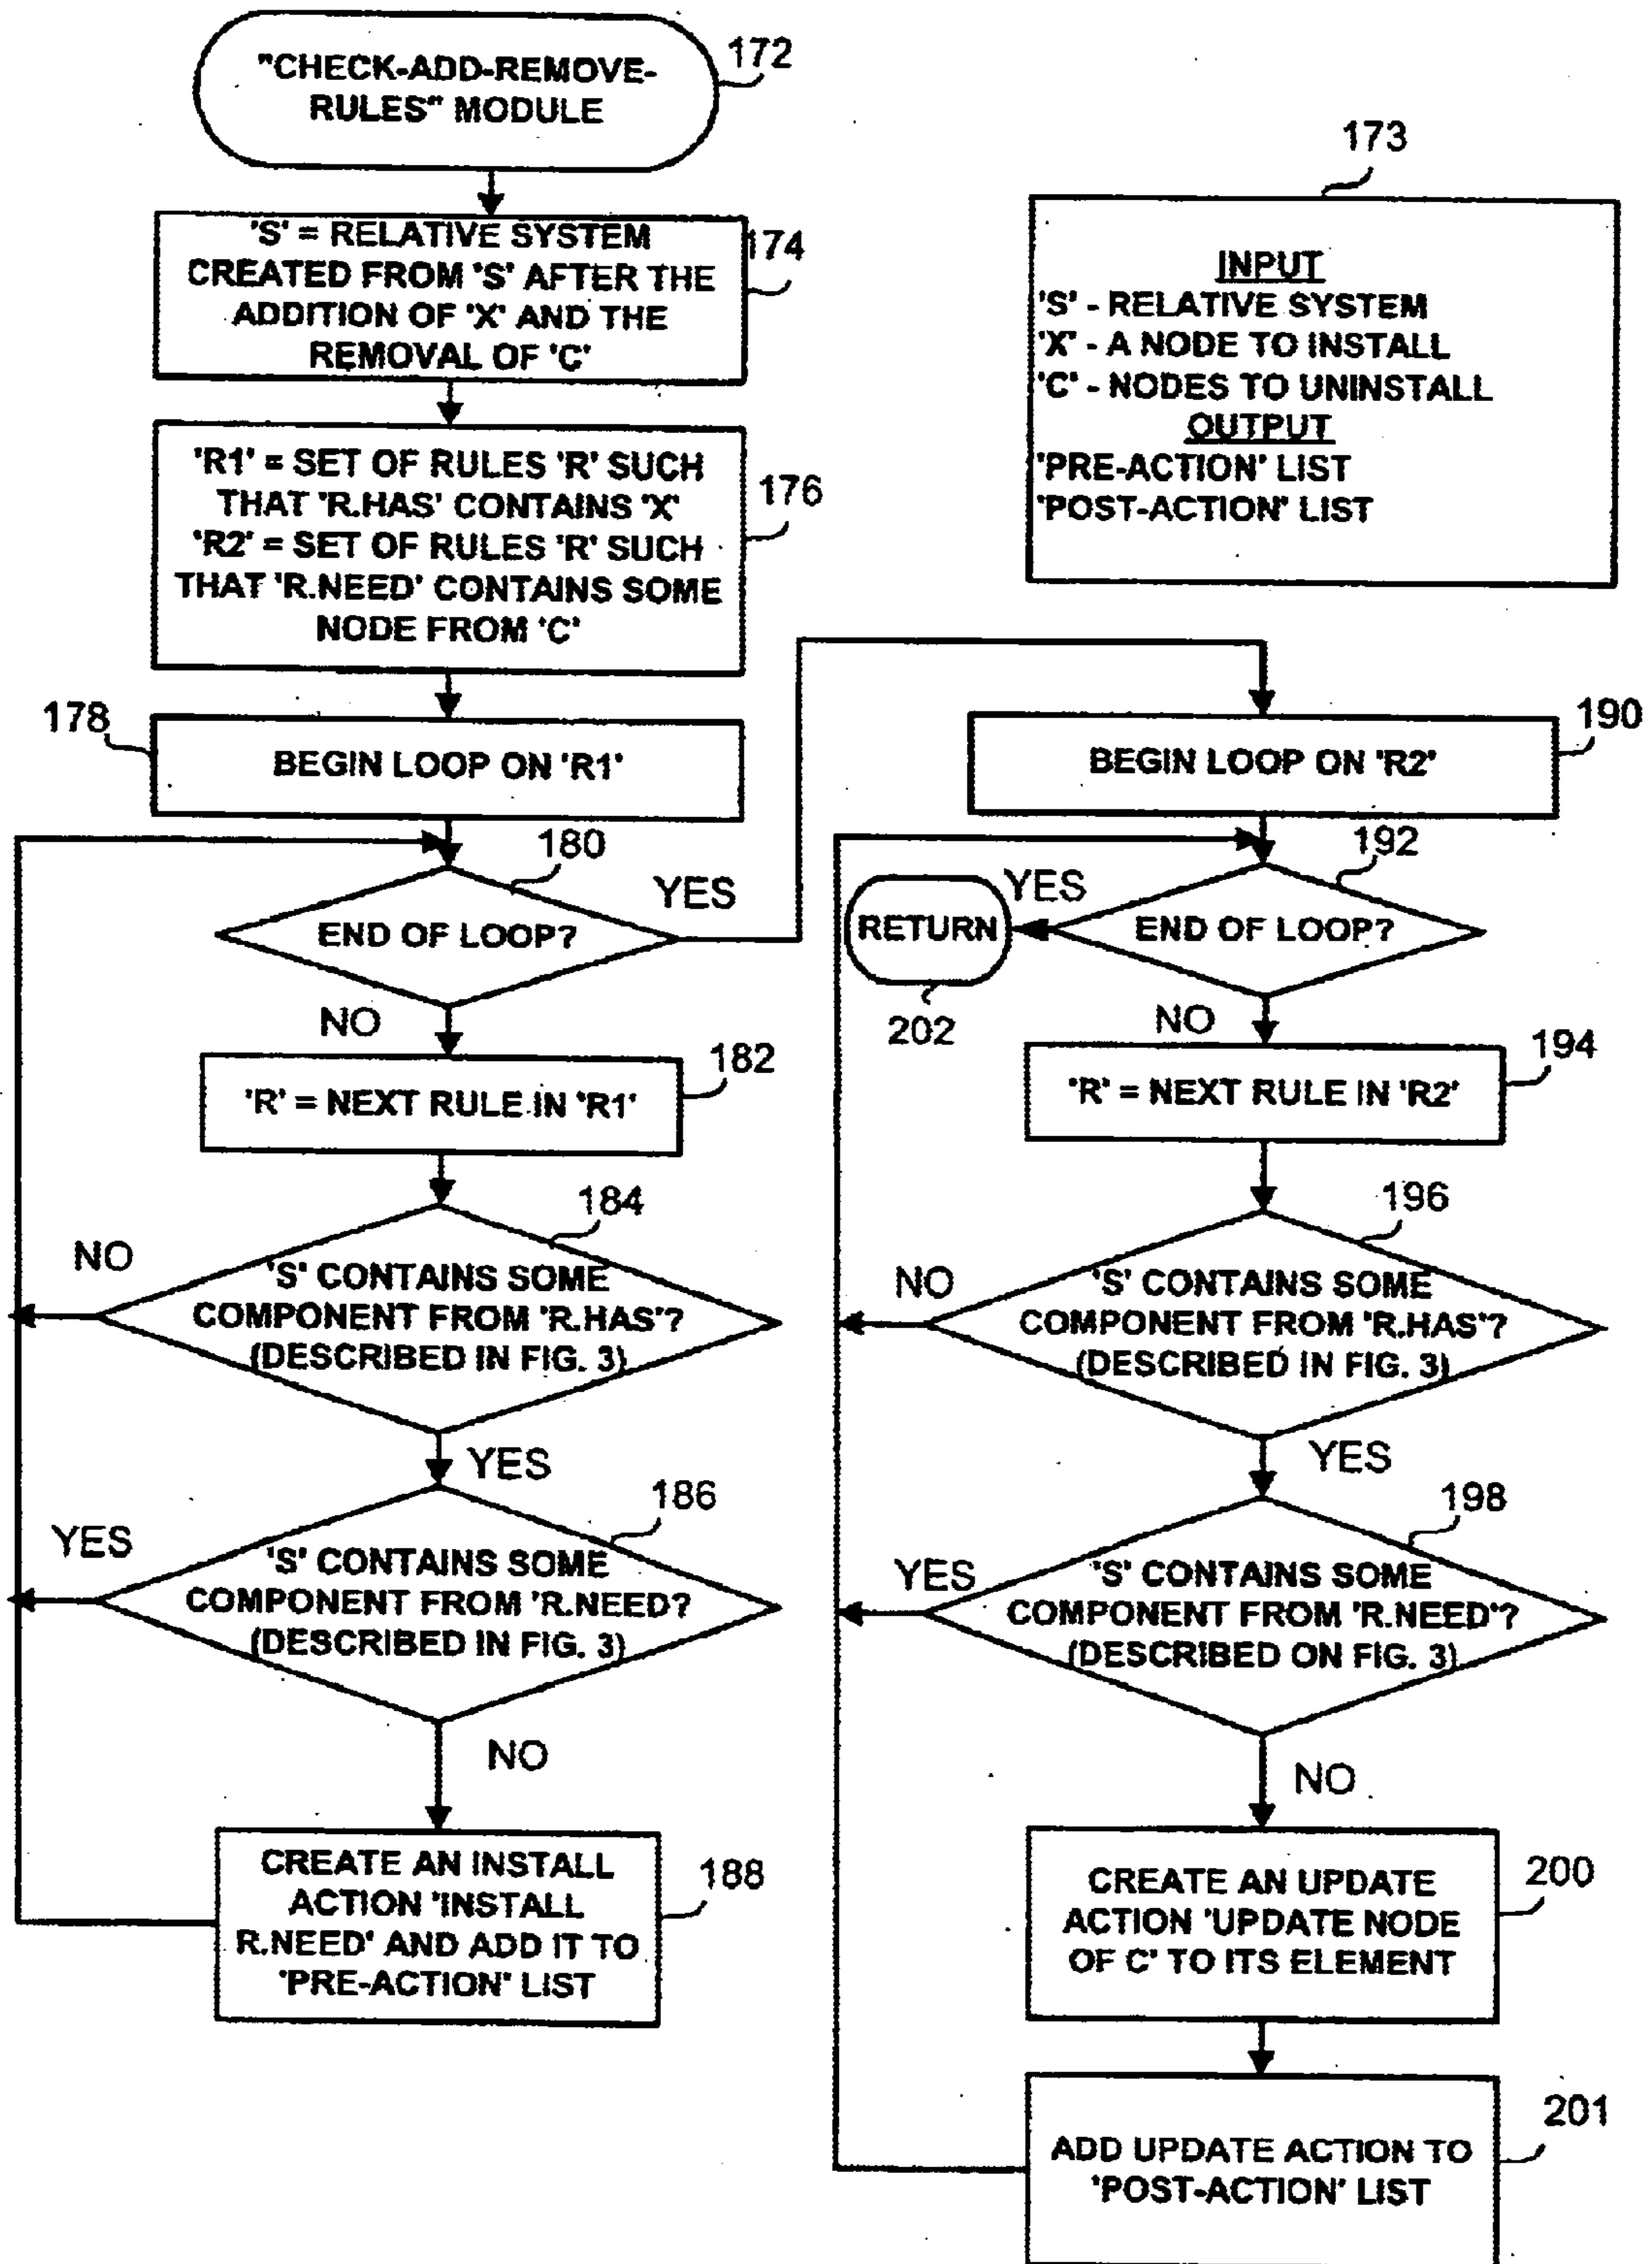 "CHECK-ADD-REMOVE-
RULES" MODULE
172
173
'S' = RELATIVE SYSTEM
CREATED FROM 'S' AFTER THE
ADDITION OF 'X' AND THE
REMOVAL OF 'C'
174
INPUT
'S' - RELATIVE SYSTEM
'X' - A NODE TO INSTALL
'C' - NODES TO UNINSTALL
OUTPUT
'PRE-ACTION' LIST
'POST-ACTION' LIST
'R1' = SET OF RULES 'R' SUCH
THAT 'R.HAS' CONTAINS 'X'
'R2' = SET OF RULES 'R' SUCH
THAT 'R.NEED' CONTAINS SOME
NODE FROM 'C'
176
178
BEGIN LOOP ON 'R1'
180
END OF LOOP?
YES
NO
182
'R' = NEXT RULE IN 'R1'
184
NO
'S' CONTAINS SOME
COMPONENT FROM 'R.HAS'?
(DESCRIBED IN FIG. 3)
YES
186
YES
'S' CONTAINS SOME
COMPONENT FROM 'R.NEED?
(DESCRIBED IN FIG. 3)
NO
CREATE AN INSTALL
ACTION 'INSTALL
R.NEED' AND ADD IT TO
'PRE-ACTION' LIST
188
190
BEGIN LOOP ON 'R2'
192
YES
RETURN
END OF LOOP?
202
NO
194
'R' = NEXT RULE IN 'R2'
196
NO
'S' CONTAINS SOME
COMPONENT FROM 'R.HAS'?
(DESCRIBED IN FIG. 3)
YES
198
YES
'S' CONTAINS SOME
COMPONENT FROM 'R.NEED'?
(DESCRIBED ON FIG. 3)
NO
CREATE AN UPDATE
ACTION 'UPDATE NODE
OF C' TO ITS ELEMENT
200
ADD UPDATE ACTION TO
'POST-ACTION' LIST
201